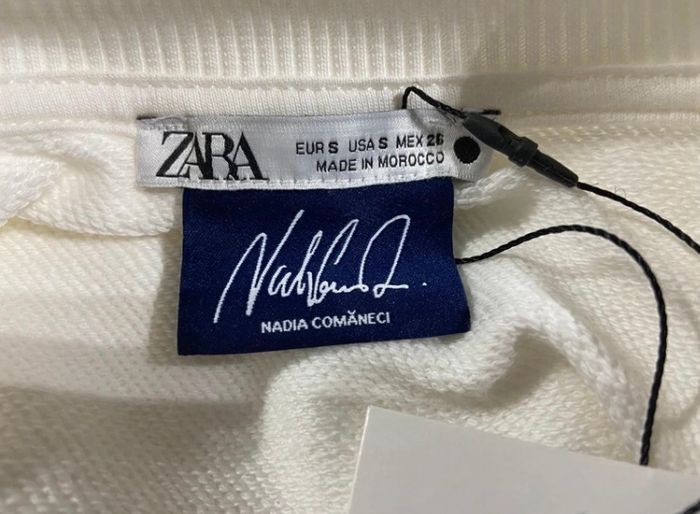 ZARA
EUR S USA S MEX 26
MADE IN MOROCCO
NADIA COMĂNECI